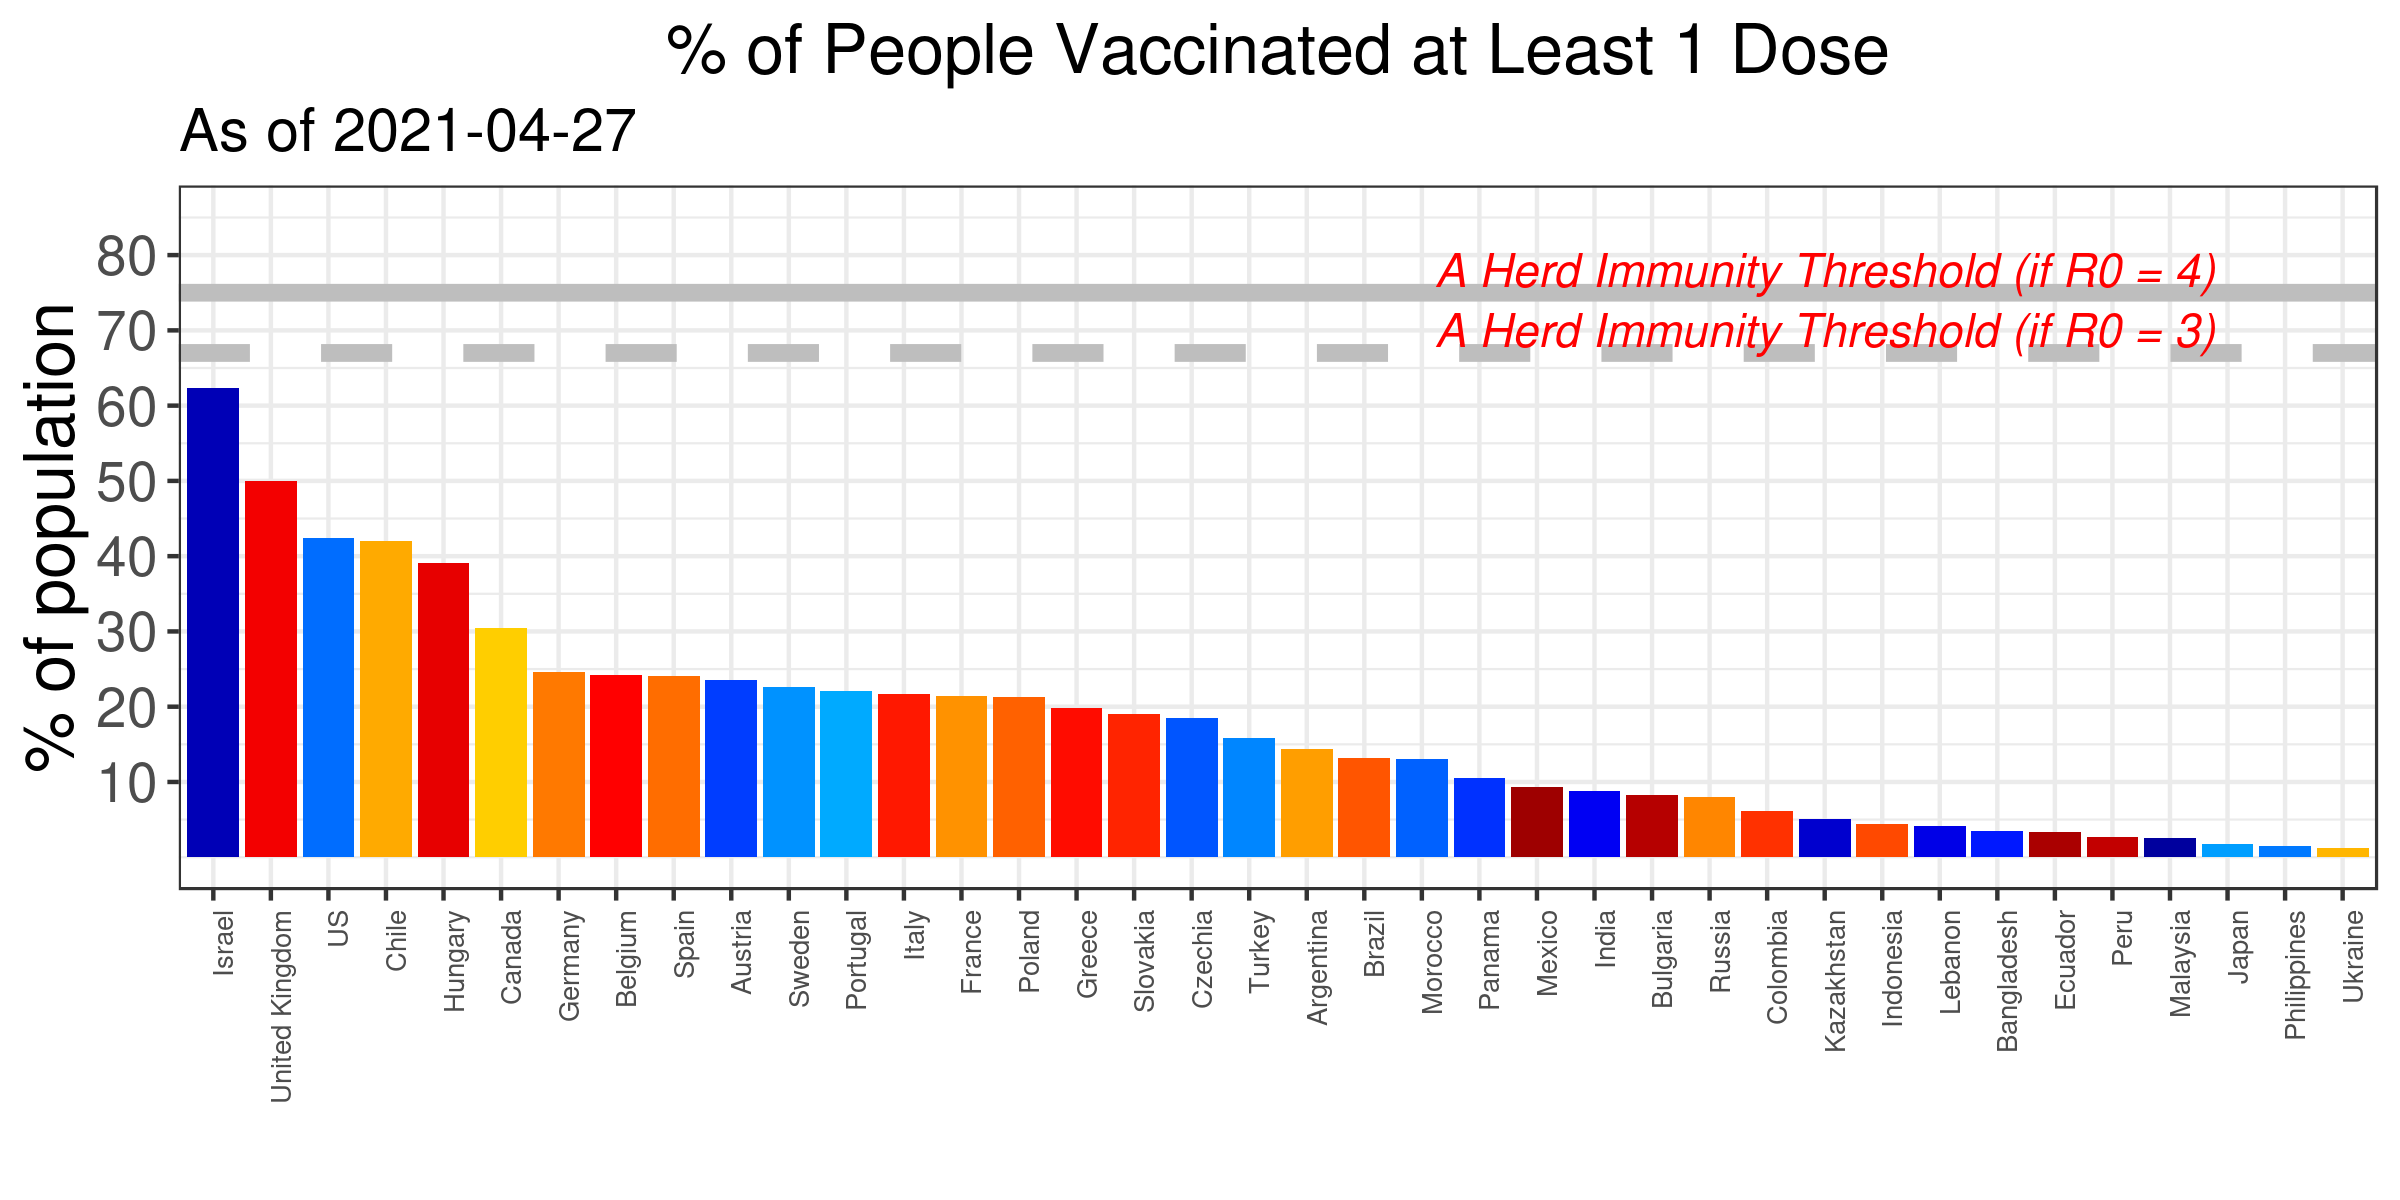 % of People Vaccinated at Least 1 Dose
As of 2021-04-27
% of population
80
70
60
50
40
30
20
10
A Herd Immunity Threshold (if R0 = 4)
A Herd Immunity Threshold (if R0 = 3)
Israel
United Kingdom
US
Chile
Hungary
Canada
Germany
Belgium
Spain
Austria
Sweden
Portugal
Italy
France
Poland
Greece
Slovakia
Czechia
Turkey
Argentina
Brazil
Morocco
Panama
Mexico
India
Bulgaria
Russia
Colombia
Kazakhstan
Indonesia
Lebanon
Bangladesh
Ecuador
Peru
Malaysia
Japan
Philippines
Ukraine